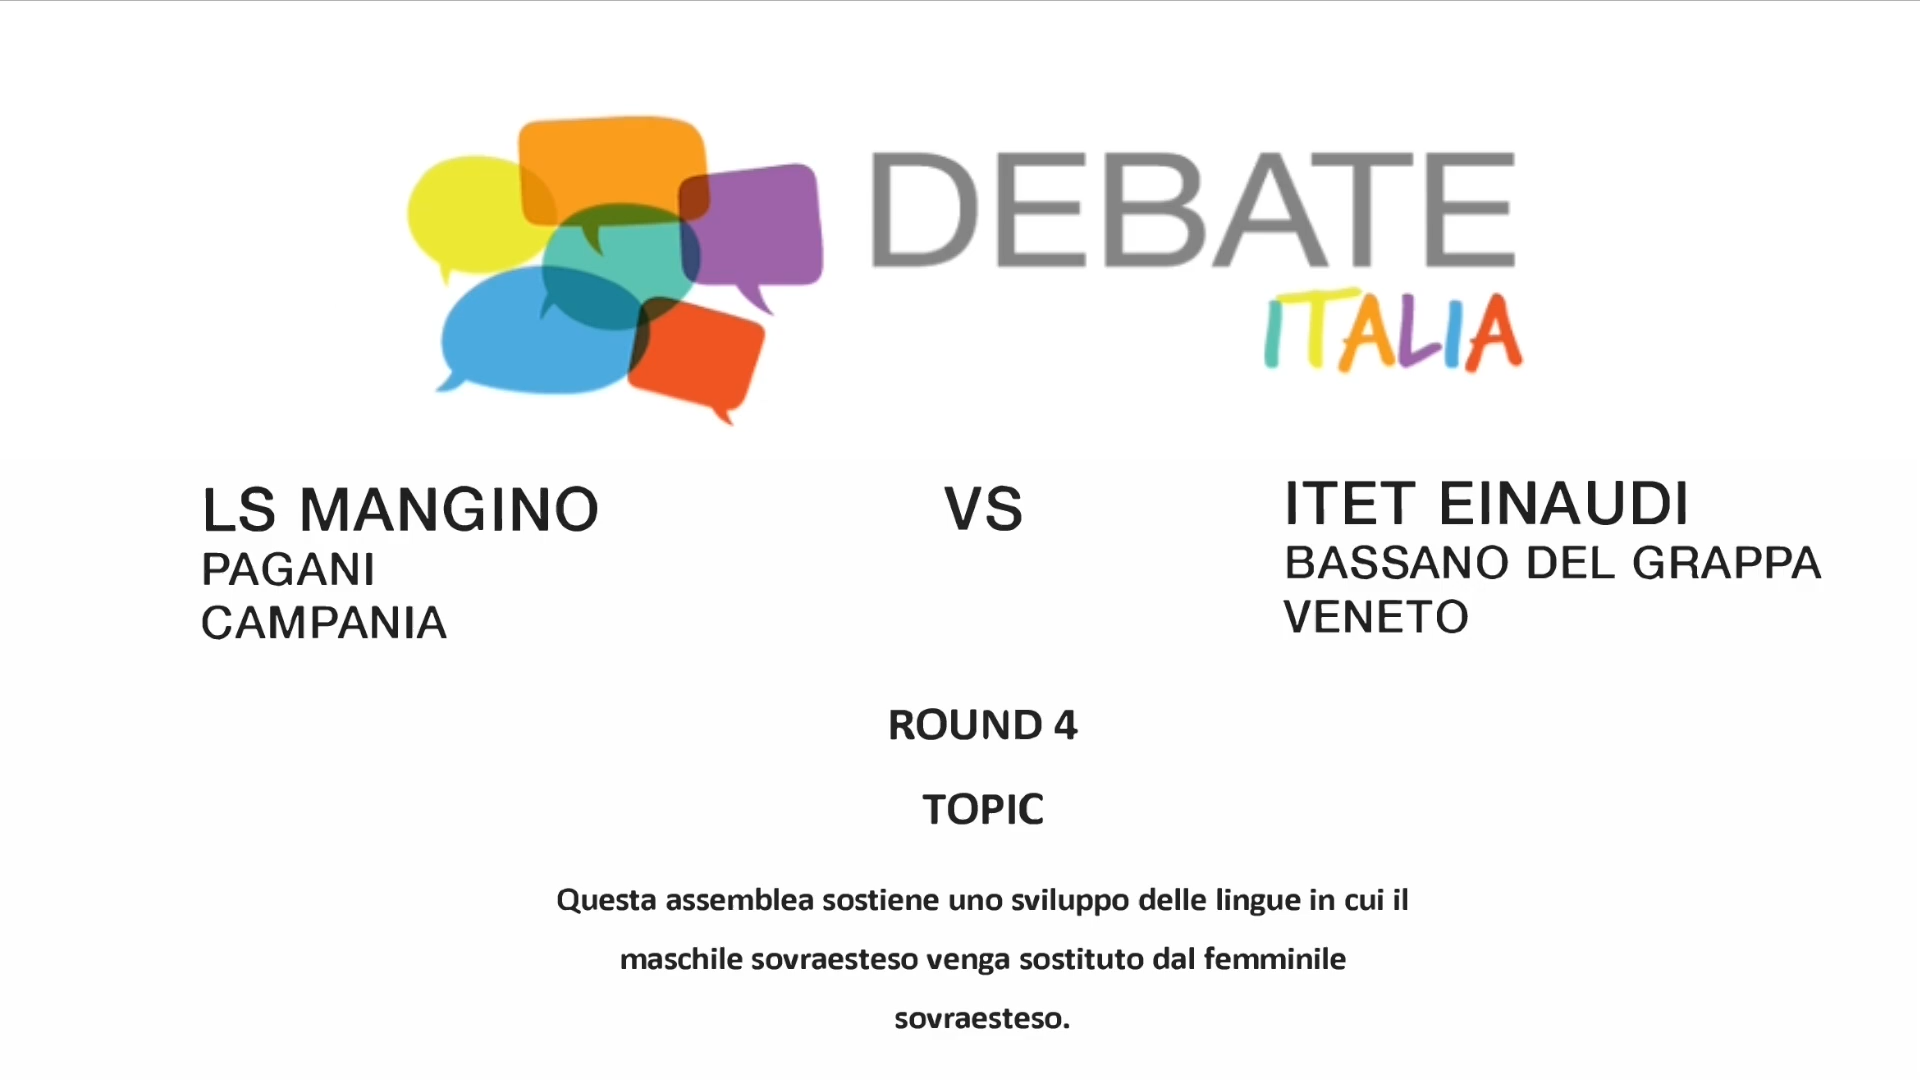 DEBATE
ITALIA
LS MANGINO
PAGANI
CAMPANIA
VS
ITET EINAUDI
BASSANO DEL GRAPPA
VENETO
ROUND 4
TOPIC
Questa assemblea sostiene uno sviluppo delle lingue in cui il
maschile sovraesteso venga sostituto dal femminile
sovraesteso.